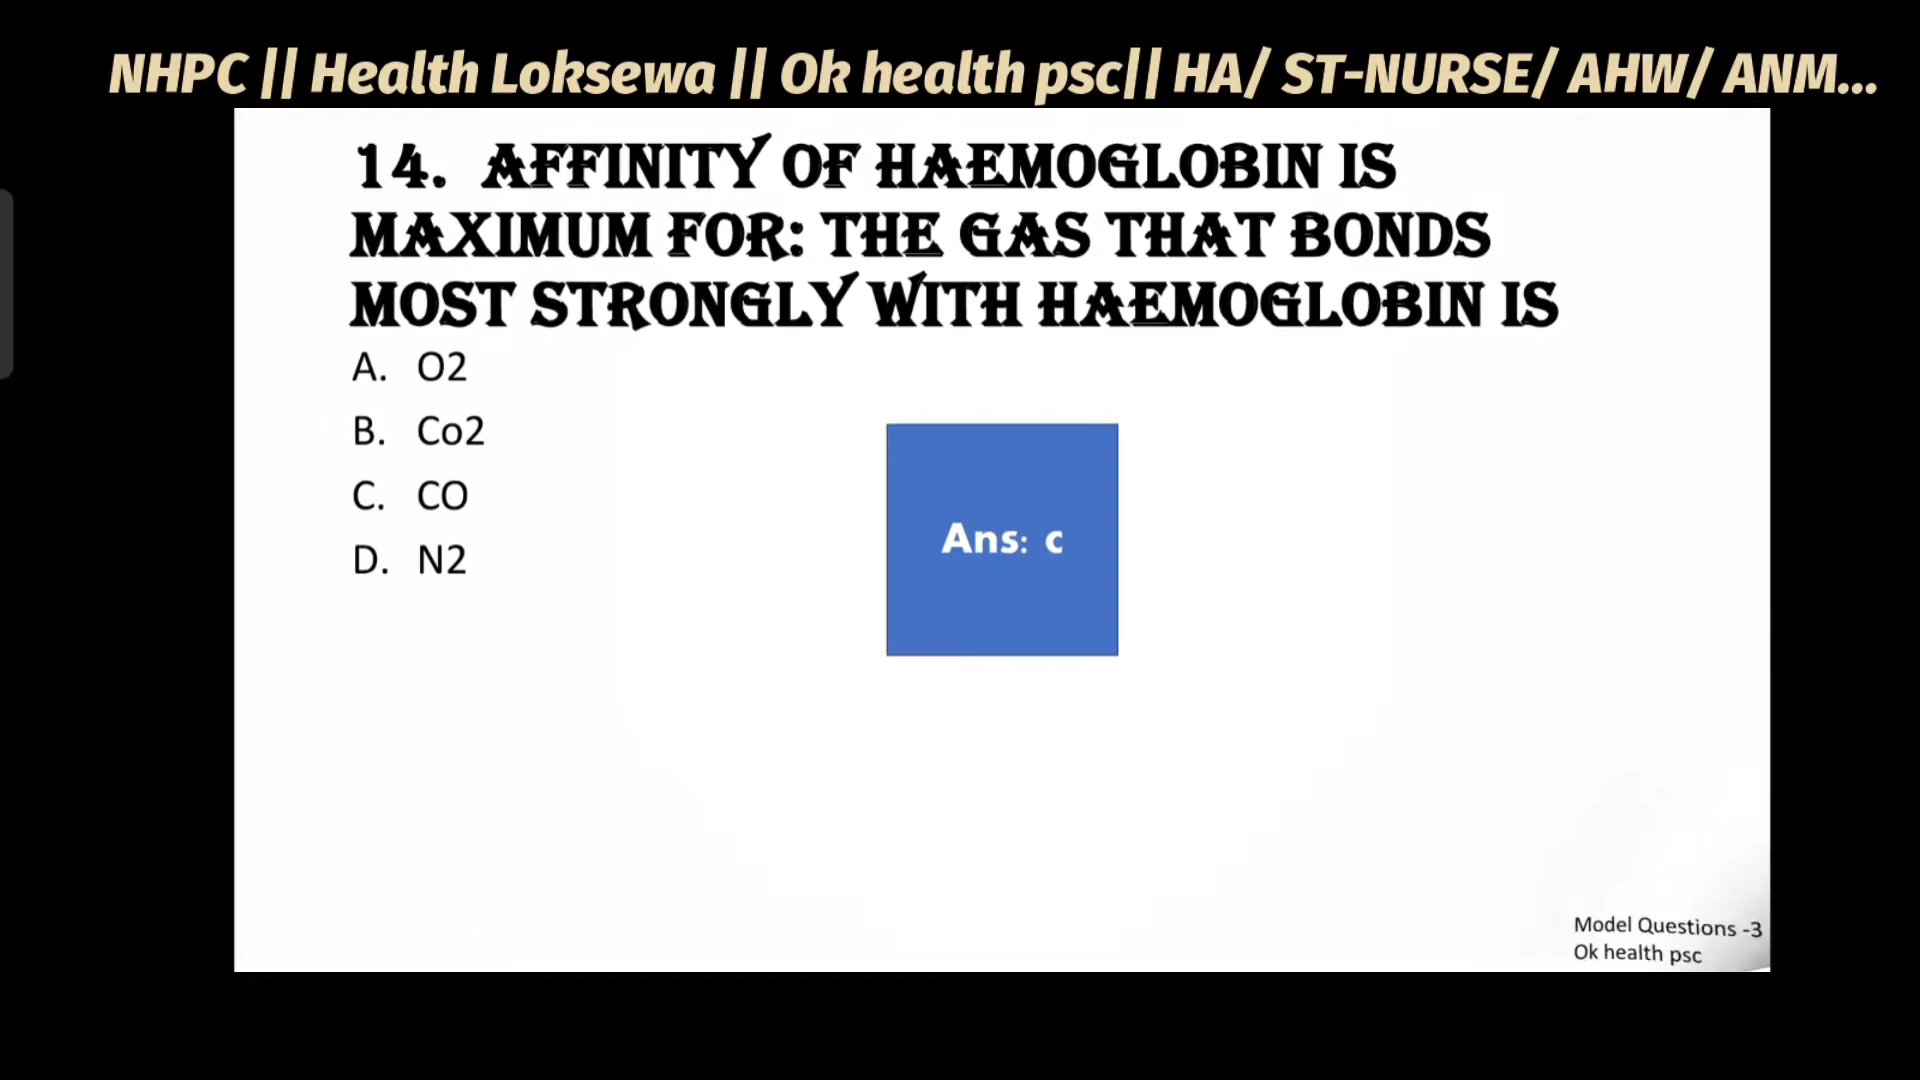 NHPC || Health Loksewa || Ok health psc|| HA/ ST-NURSE/ AHW/ ANM...
14. AFFINITY OF HAEMOGLOBIN IS
MAXIMUM FOR: THE GAS THAT BONDS
MOST STRONGLY WITH HAEMOGLOBIN IS
A. O2
B. Co2
C. CO
D. N2
Ans: c
Model Questions -3
Ok health psc